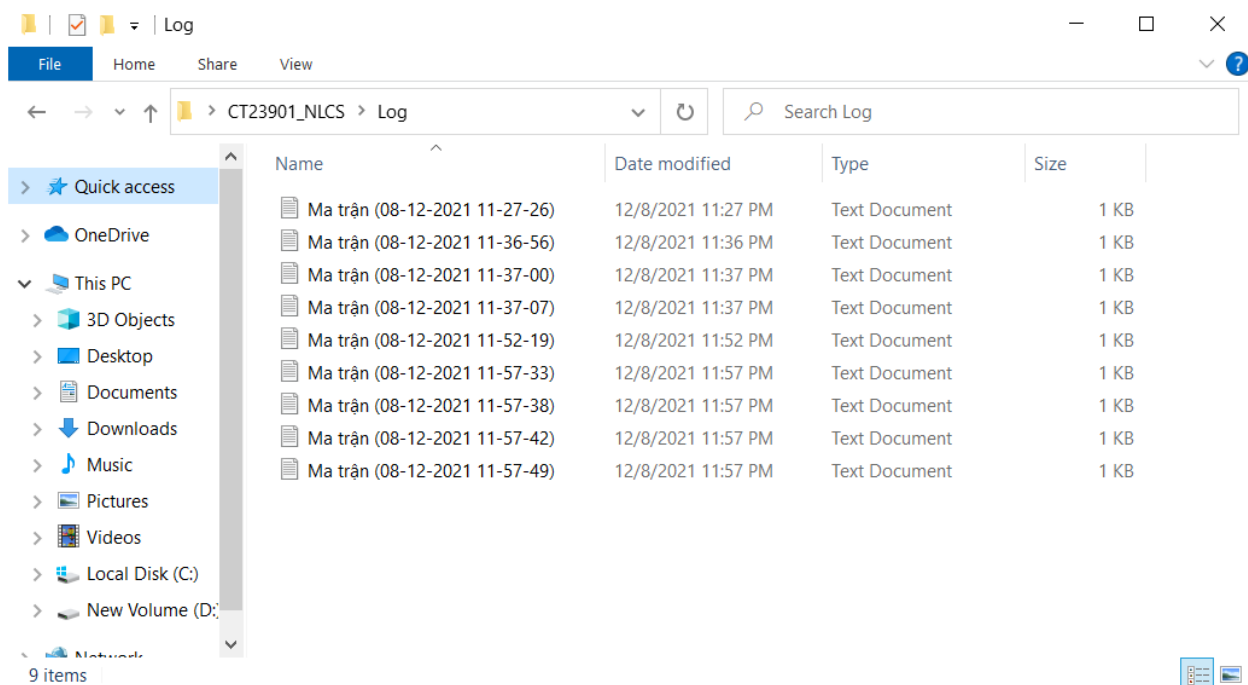 Log
File Home Share View ?
CT23901_NLCS > Log Search Log
Name Date modified Type Size
Quick access
OneDrive
This PC
3D Objects
Desktop
Documents
Downloads
Music
Pictures
Videos
Local Disk (C:)
New Volume (D:)
Network
Ma trận (08-12-2021 11-27-26) 12/8/2021 11:27 PM Text Document 1 KB
Ma trận (08-12-2021 11-36-56) 12/8/2021 11:36 PM Text Document 1 KB
Ma trận (08-12-2021 11-37-00) 12/8/2021 11:37 PM Text Document 1 KB
Ma trận (08-12-2021 11-37-07) 12/8/2021 11:37 PM Text Document 1 KB
Ma trận (08-12-2021 11-52-19) 12/8/2021 11:52 PM Text Document 1 KB
Ma trận (08-12-2021 11-57-33) 12/8/2021 11:57 PM Text Document 1 KB
Ma trận (08-12-2021 11-57-38) 12/8/2021 11:57 PM Text Document 1 KB
Ma trận (08-12-2021 11-57-42) 12/8/2021 11:57 PM Text Document 1 KB
Ma trận (08-12-2021 11-57-49) 12/8/2021 11:57 PM Text Document 1 KB
9 items